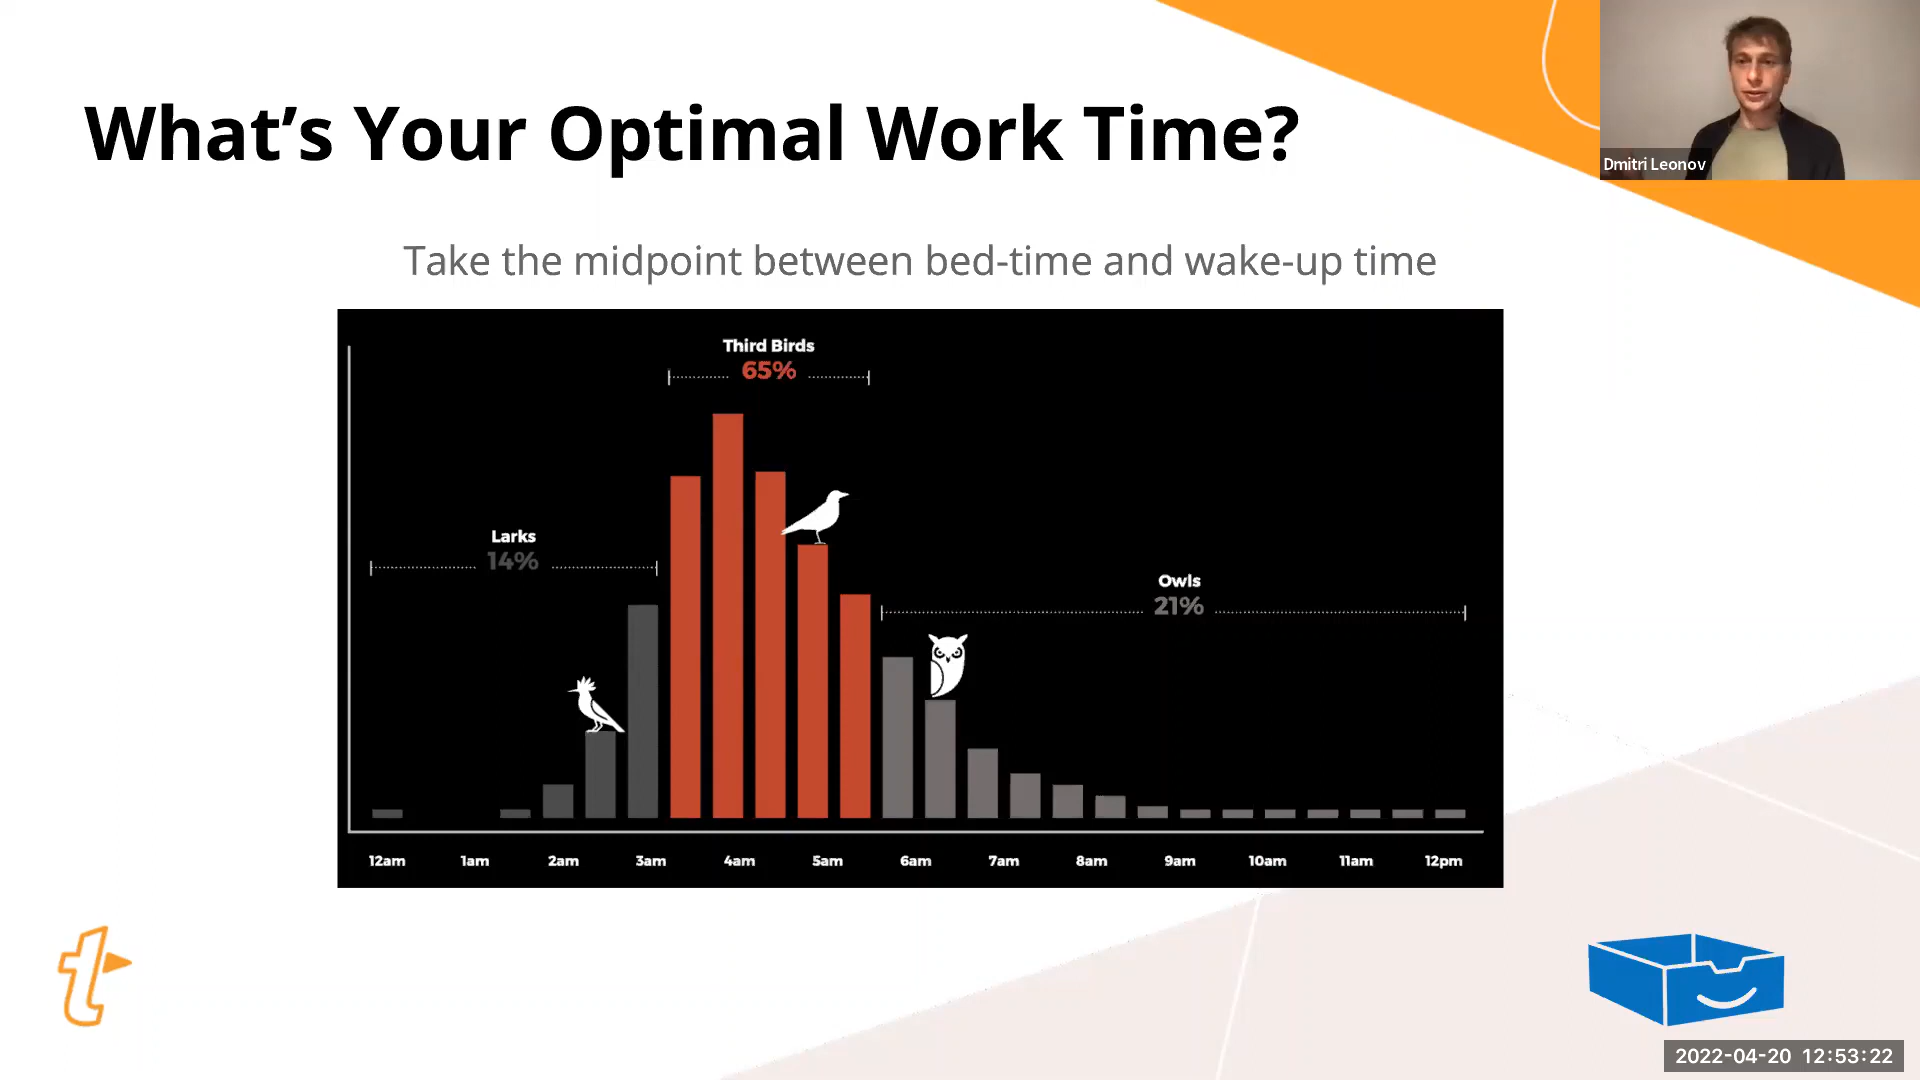 What's Your Optimal Work Time?
Dmitri Leonov
Take the midpoint between bed-time and wake-up time
Third Birds
65%
Larks
14%
Owls
21%
12am 1am 2am 3am 4am 5am 6am 7am 8am 9am 10am 11am 12pm
t
2022-04-20 12:53:22